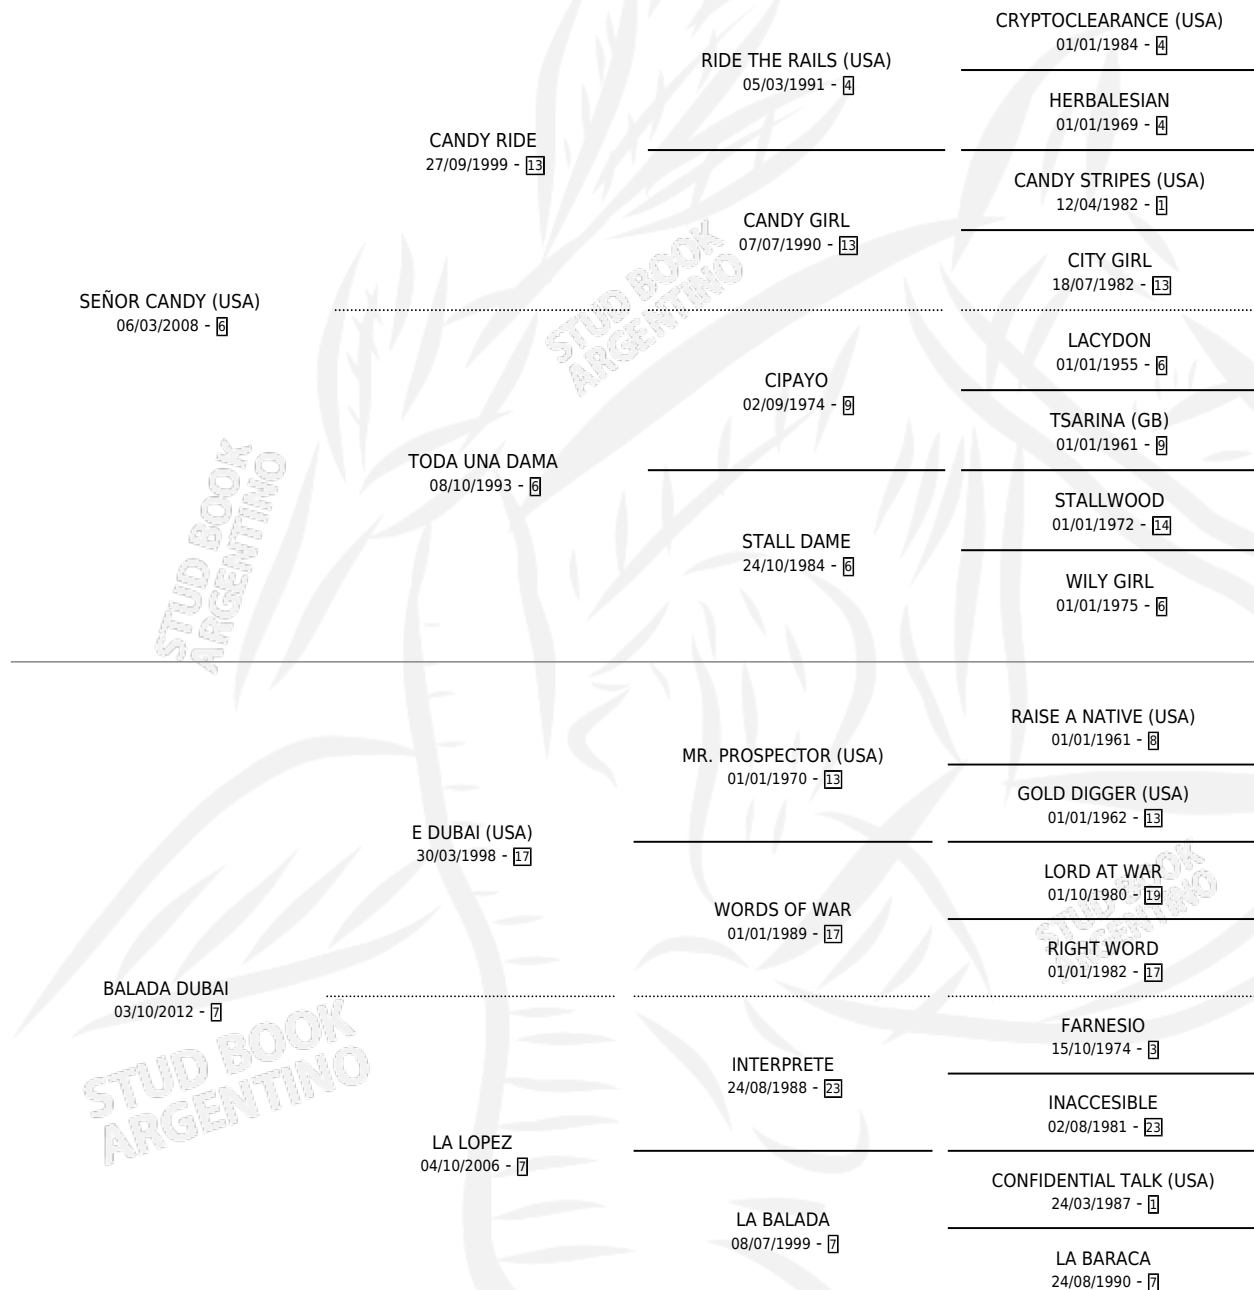 CRYPTOCLEARANCE (USA)
01/01/1984 - 4
RIDE THE RAILS (USA)
05/03/1991 - 4
HERBALESIAN
01/01/1969 - 4
CANDY RIDE
27/09/1999 - 13
CANDY STRIPES (USA)
12/04/1982 - 1
CANDY GIRL
07/07/1990 - 13
CITY GIRL
18/07/1982 - 13
SEÑOR CANDY (USA)
06/03/2008 - 6
STUD BOOK
ARGENTINO
LACYDON
01/01/1955 - 6
CIPAYO
02/09/1974 - 9
TSARINA (GB)
01/01/1961 - 9
TODA UNA DAMA
08/10/1993 - 6
STALLWOOD
01/01/1972 - 14
STALL DAME
24/10/1984 - 6
WILY GIRL
01/01/1975 - 6
STUD BOOK
ARGENTINO
RAISE A NATIVE (USA)
01/01/1961 - 8
MR. PROSPECTOR (USA)
01/01/1970 - 13
GOLD DIGGER (USA)
01/01/1962 - 13
E DUBAI (USA)
30/03/1998 - 17
LORD AT WAR
01/10/1980 - 19
WORDS OF WAR
01/01/1989 - 17
RIGHT WORD
01/01/1982 - 17
STUD BOOK
ARGENTINO
BALADA DUBAI
03/10/2012 - 7
FARNESIO
15/10/1974 - 3
INTERPRETE
24/08/1988 - 23
INACCESIBLE
02/08/1981 - 23
STUD BOOK
ARGENTINO
LA LOPEZ
04/10/2006 - 7
CONFIDENTIAL TALK (USA)
24/03/1987 - 1
LA BALADA
08/07/1999 - 7
LA BARACA
24/08/1990 - 7